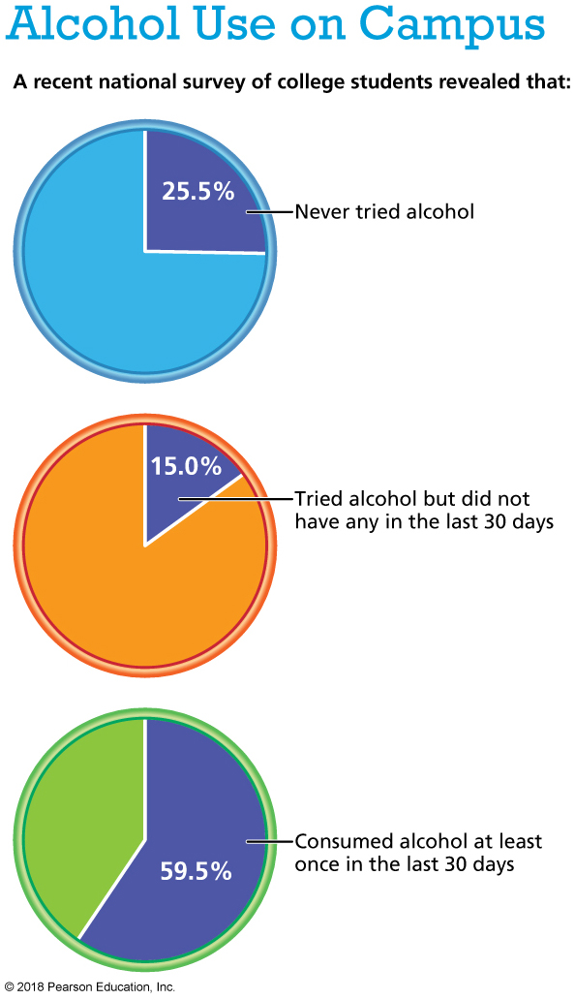 Alcohol Use on Campus
A recent national survey of college students revealed that:
25.5%
Never tried alcohol
15.0%
Tried alcohol but did not
have any in the last 30 days
Consumed alcohol at least
once in the last 30 days
59.5%
© 2018 Pearson Education, Inc.